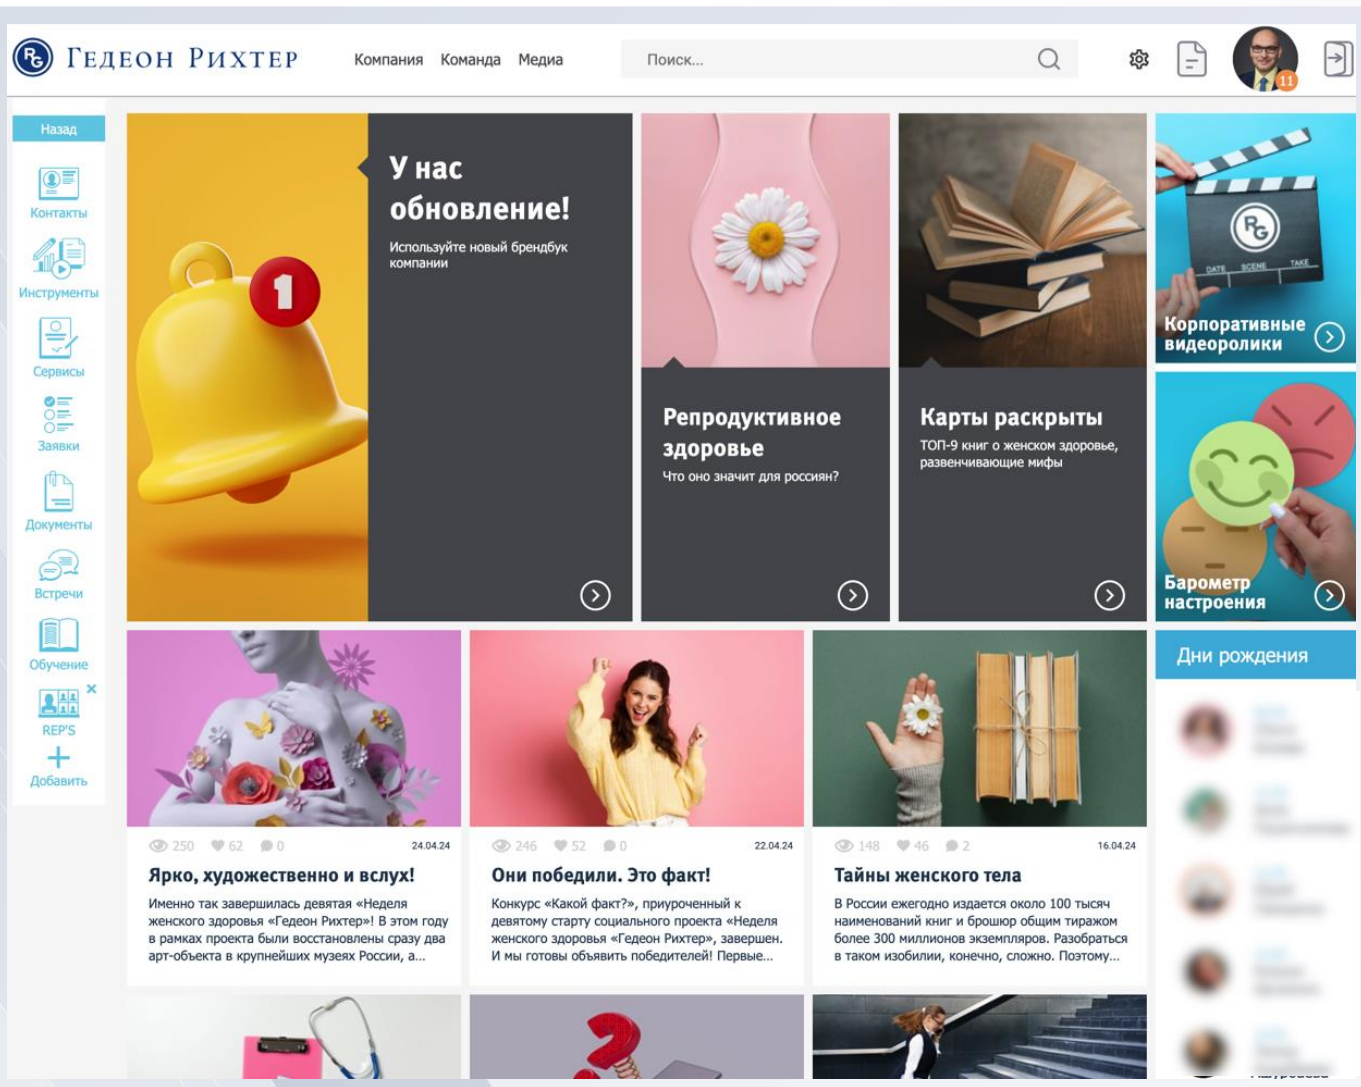 RG ГЕДЕОН РИХТЕР
Компания Команда Медиа
Поиск...
11
Назад
Контакты
Инструменты
Сервисы
Заявки
Документы
Встречи
Обучение
REP'S
Добавить
1
У нас
обновление!
Используйте новый брендбук
компании
Репродуктивное
здоровье
Что оно значит для россиян?
Карты раскрыты
ТОП-9 книг о женском здоровье,
развенчивающие мифы
RG
DATE SCENE TAKE
Корпоративные
видеоролики
Барометр
настроения
250 62 0 24.04.24
Ярко, художественно и вслух!
Именно так завершилась девятая «Неделя
женского здоровья «Гедеон Рихтер»! В этом году
в рамках проекта были восстановлены сразу два
арт-объекта в крупнейших музеях России, а...
246 52 0 22.04.24
Они победили. Это факт!
Конкурс «Какой факт?», приуроченный к
девятому старту социального проекта «Неделя
женского здоровья «Гедеон Рихтер», завершен.
И мы готовы объявить победителей! Первые...
148 46 2 16.04.24
Тайны женского тела
В России ежегодно издается около 100 тысяч
наименований книг и брошюр общим тиражом
более 300 миллионов экземпляров. Разобраться
в таком изобилии, конечно, сложно. Поэтому...
Дни рождения